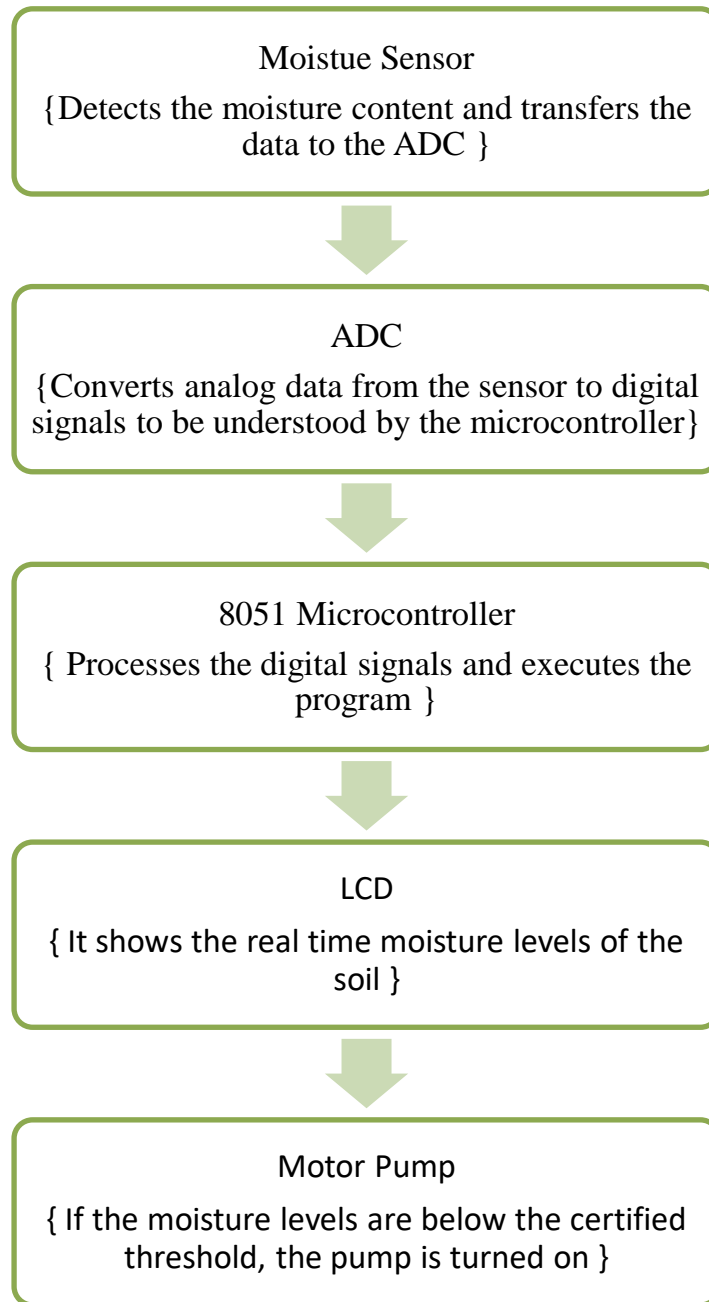 Moistue Sensor
{Detects the moisture content and transfers the
data to the ADC }
ADC
{Converts analog data from the sensor to digital
signals to be understood by the microcontroller}
8051 Microcontroller
{ Processes the digital signals and executes the
program }
LCD
{ It shows the real time moisture levels of the
soil }
Motor Pump
{ If the moisture levels are below the certified
threshold, the pump is turned on }